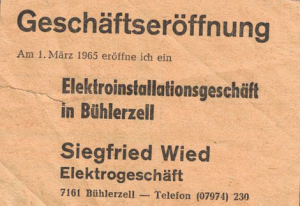 Geschäftseröffnung
Am 1. März 1965 eröffne ich ein
Elektroinstallationsgeschäft
in Bühlerzell
Siegfried Wied
Elektrogeschäft
7161 Bühlerzell — Telefon (07974) 230